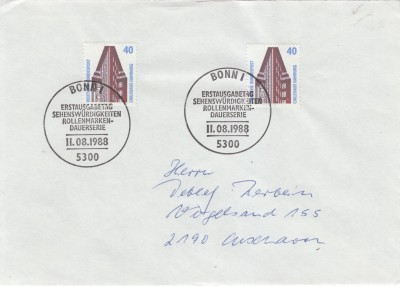 40
40
BONN 1
ERSTAUSGABETAG
SEHENSWÜRDIGKEITEN
ROLLENMARKEN-
DAUERSERIE
11.08.1988
5300
BONN 1
ERSTAUSGABETAG
SEHENSWÜRDIGKEITEN
ROLLENMARKEN-
DAUERSERIE
11.08.1988
5300
Herrn
Detlef Zerbein
Vogelsand 155
2190 Cuxhaven